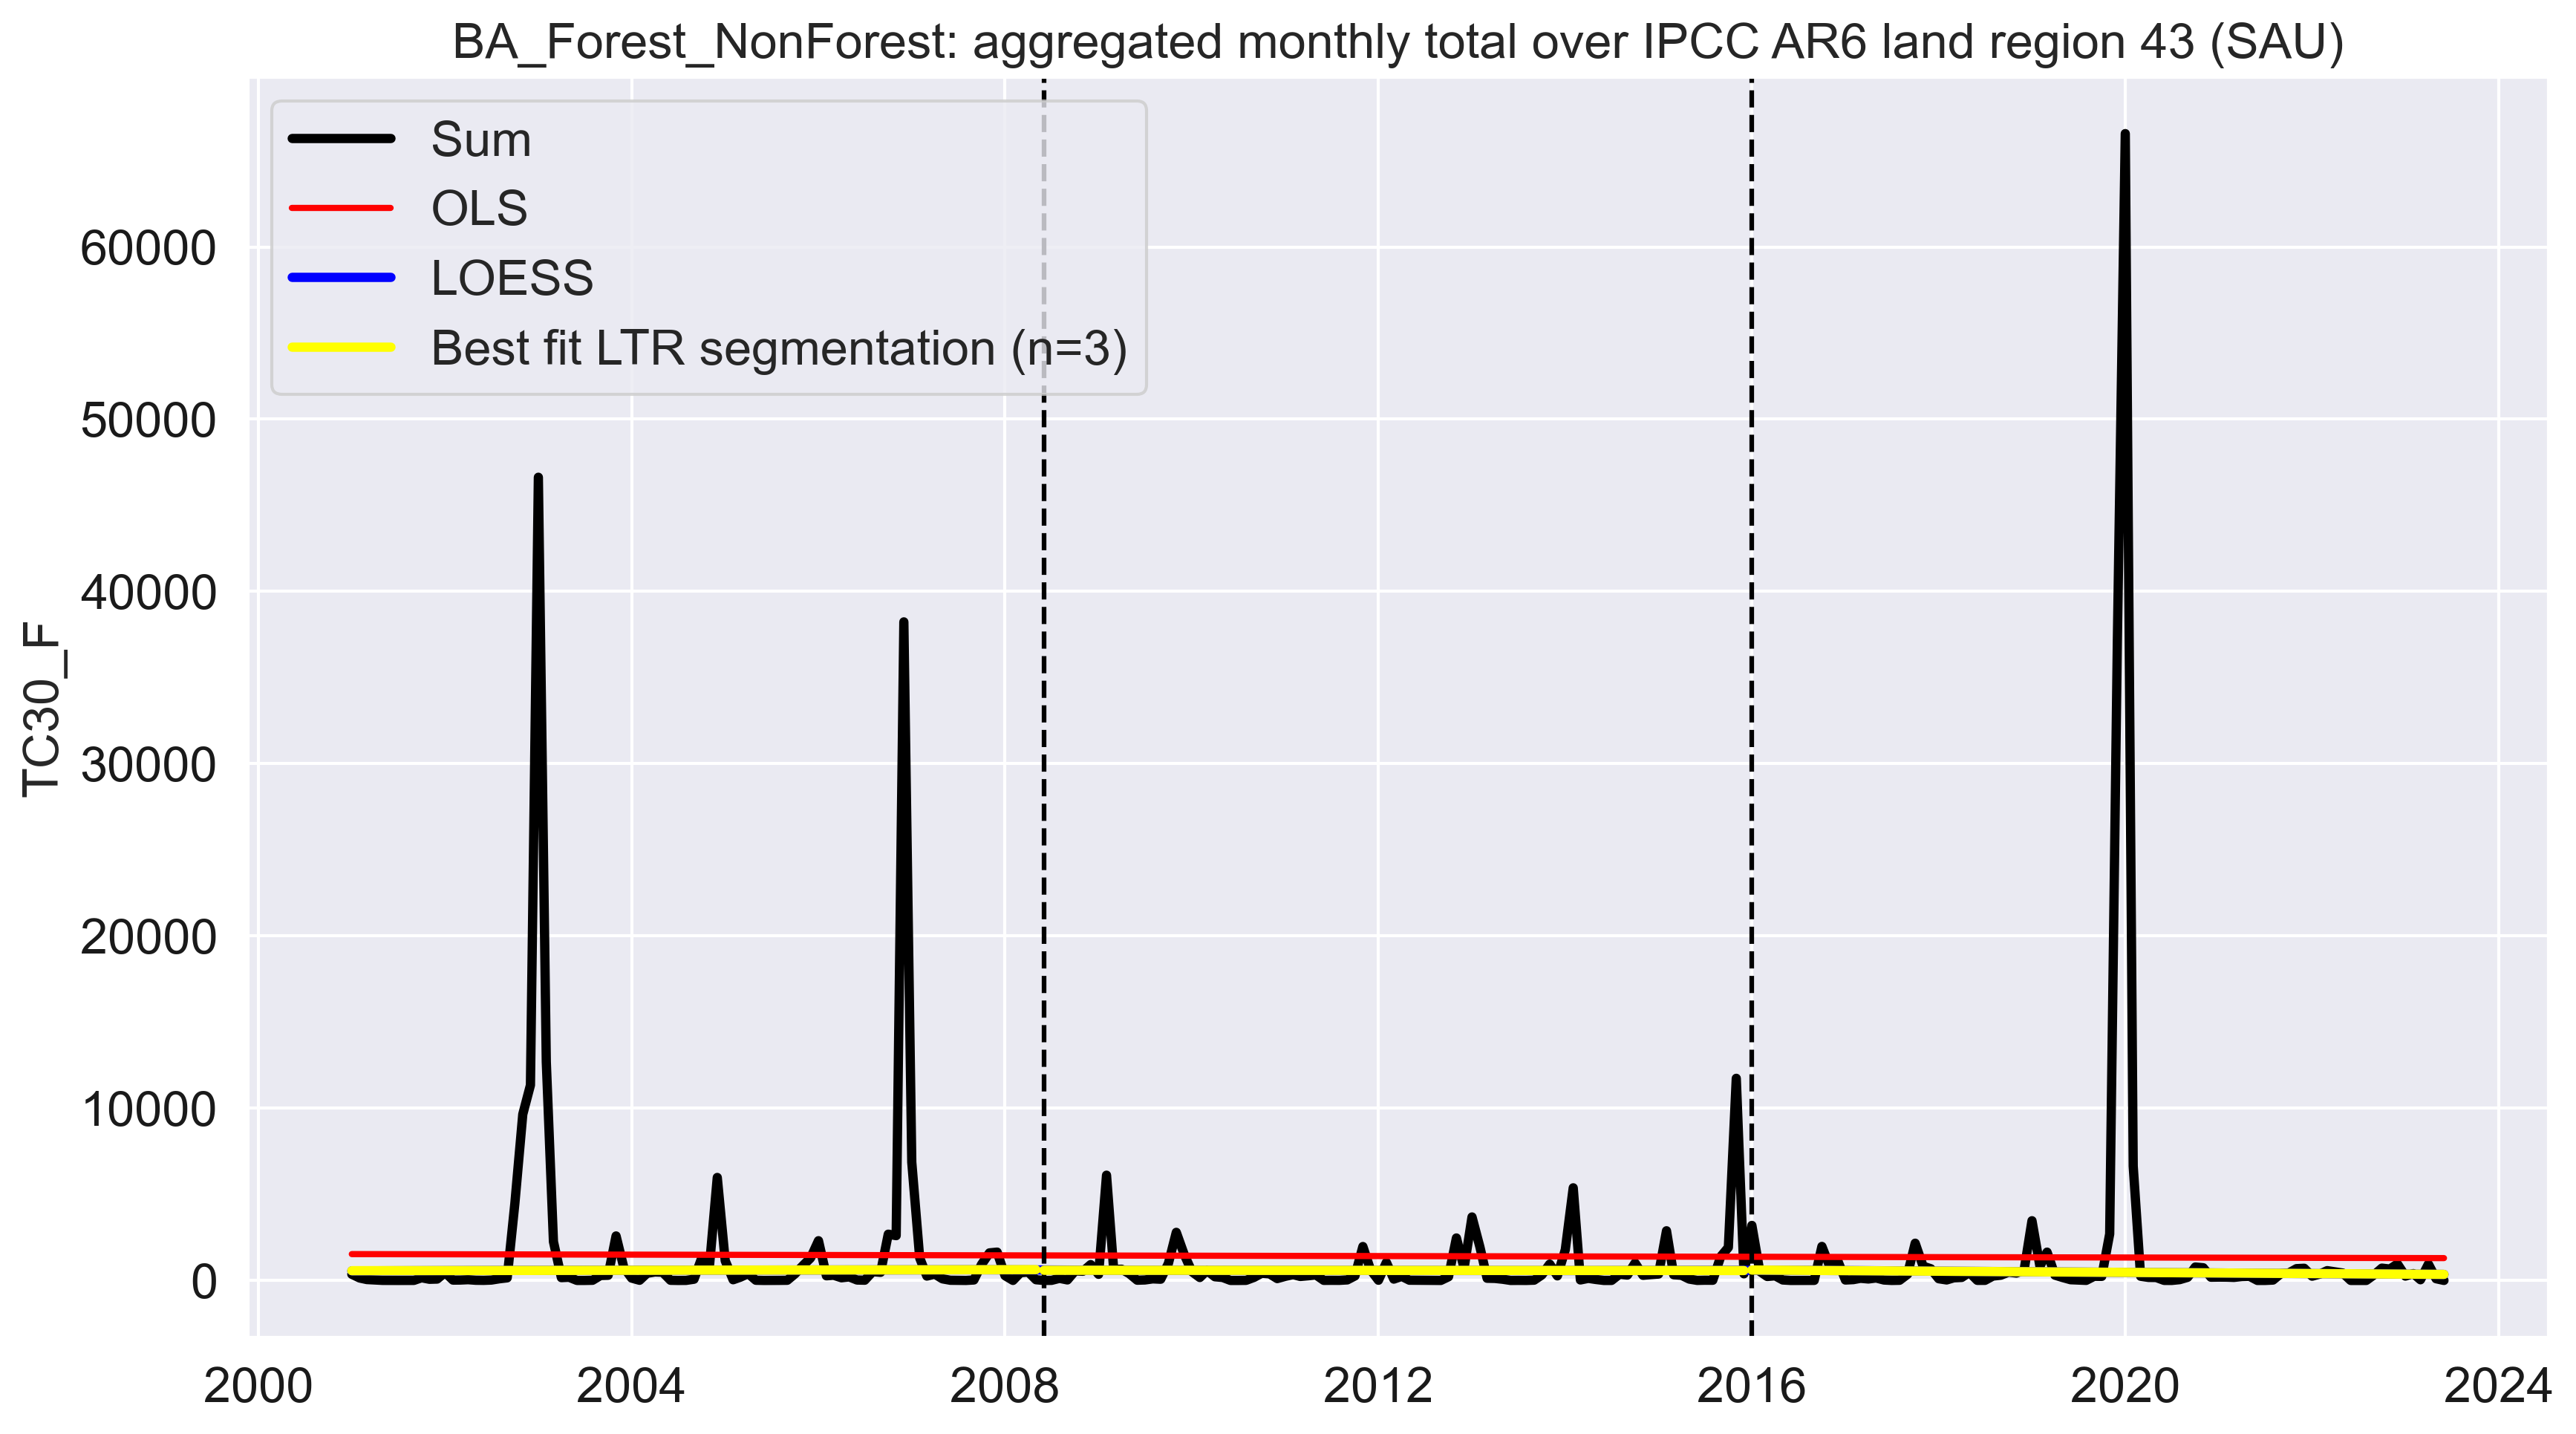 BA_Forest_NonForest: aggregated monthly total over IPCC AR6 land region 43 (SAU)
Sum
OLS
LOESS
Best fit LTR segmentation (n=3)
TC30_F
60000
50000
40000
30000
20000
10000
0
2000 2004 2008 2012 2016 2020 2024